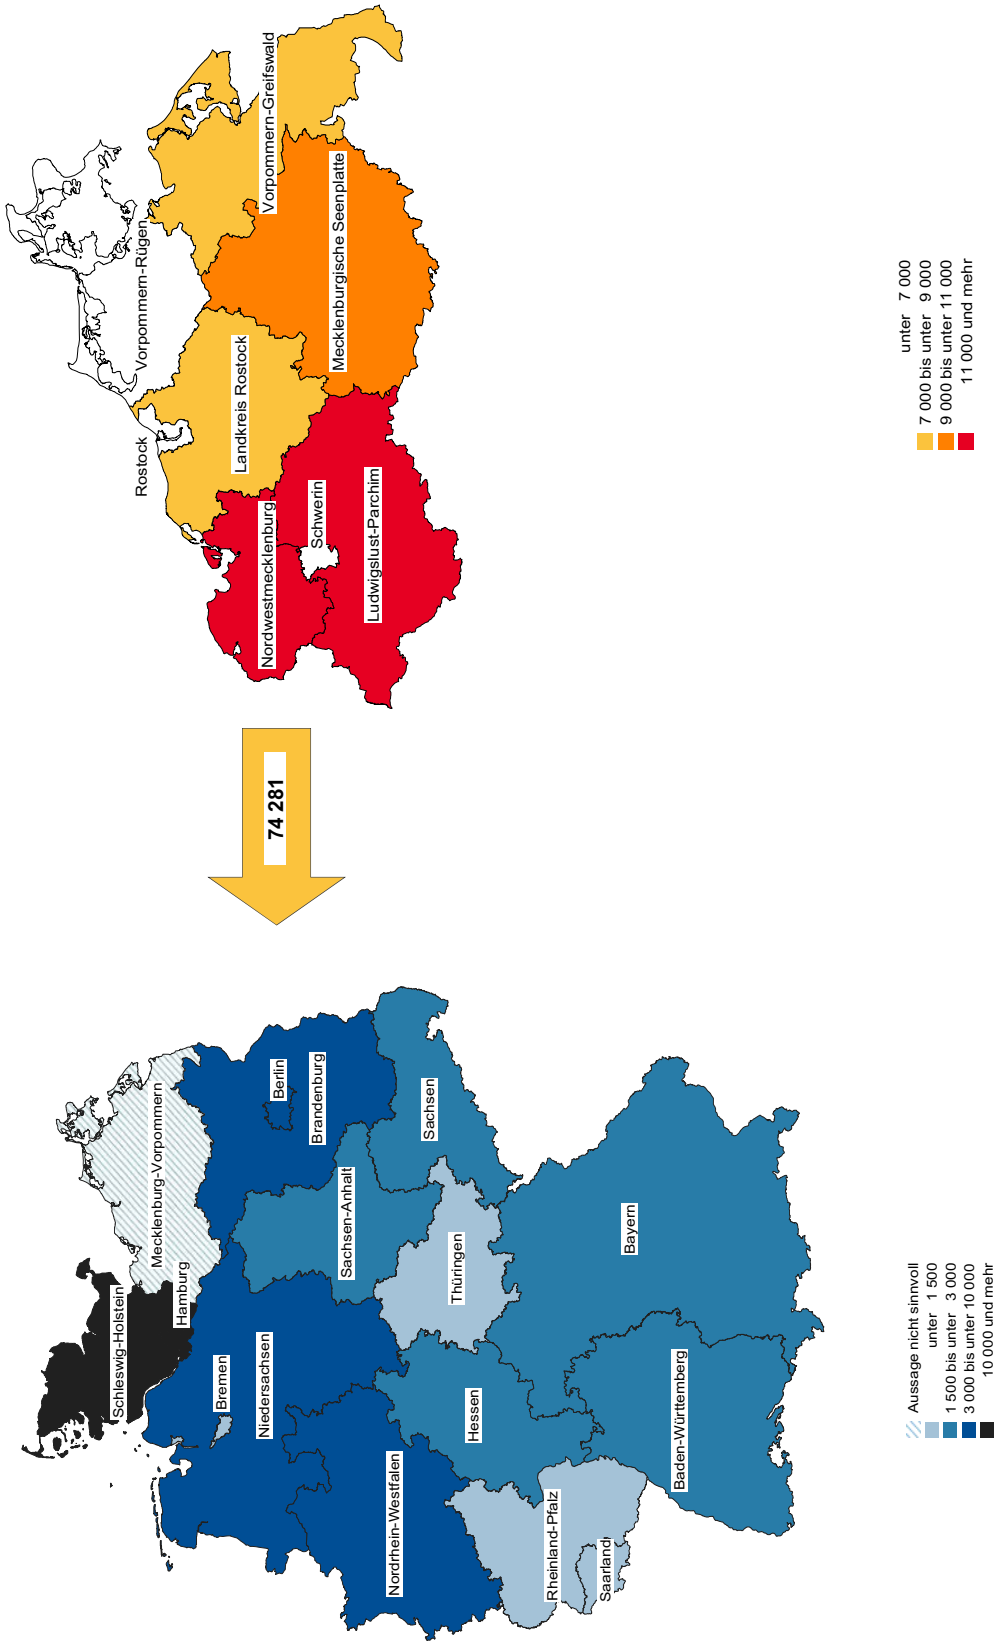 Schleswig-Holstein
Hamburg
Mecklenburg-Vorpommern
Bremen
Niedersachsen
Berlin
Brandenburg
Sachsen-Anhalt
Nordrhein-Westfalen
Hessen
Thüringen
Sachsen
Rheinland-Pfalz
Saarland
Baden-Württemberg
Bayern
Aussage nicht sinnvoll
unter 1 500
1 500 bis unter 3 000
3 000 bis unter 10 000
10 000 und mehr
74 281
Rostock
Vorpommern-Rügen
Nordwestmecklenburg
Landkreis Rostock
Vorpommern-Greifswald
Schwerin
Ludwigslust-Parchim
Mecklenburgische Seenplatte
unter 7 000
7 000 bis unter 9 000
9 000 bis unter 11 000
11 000 und mehr